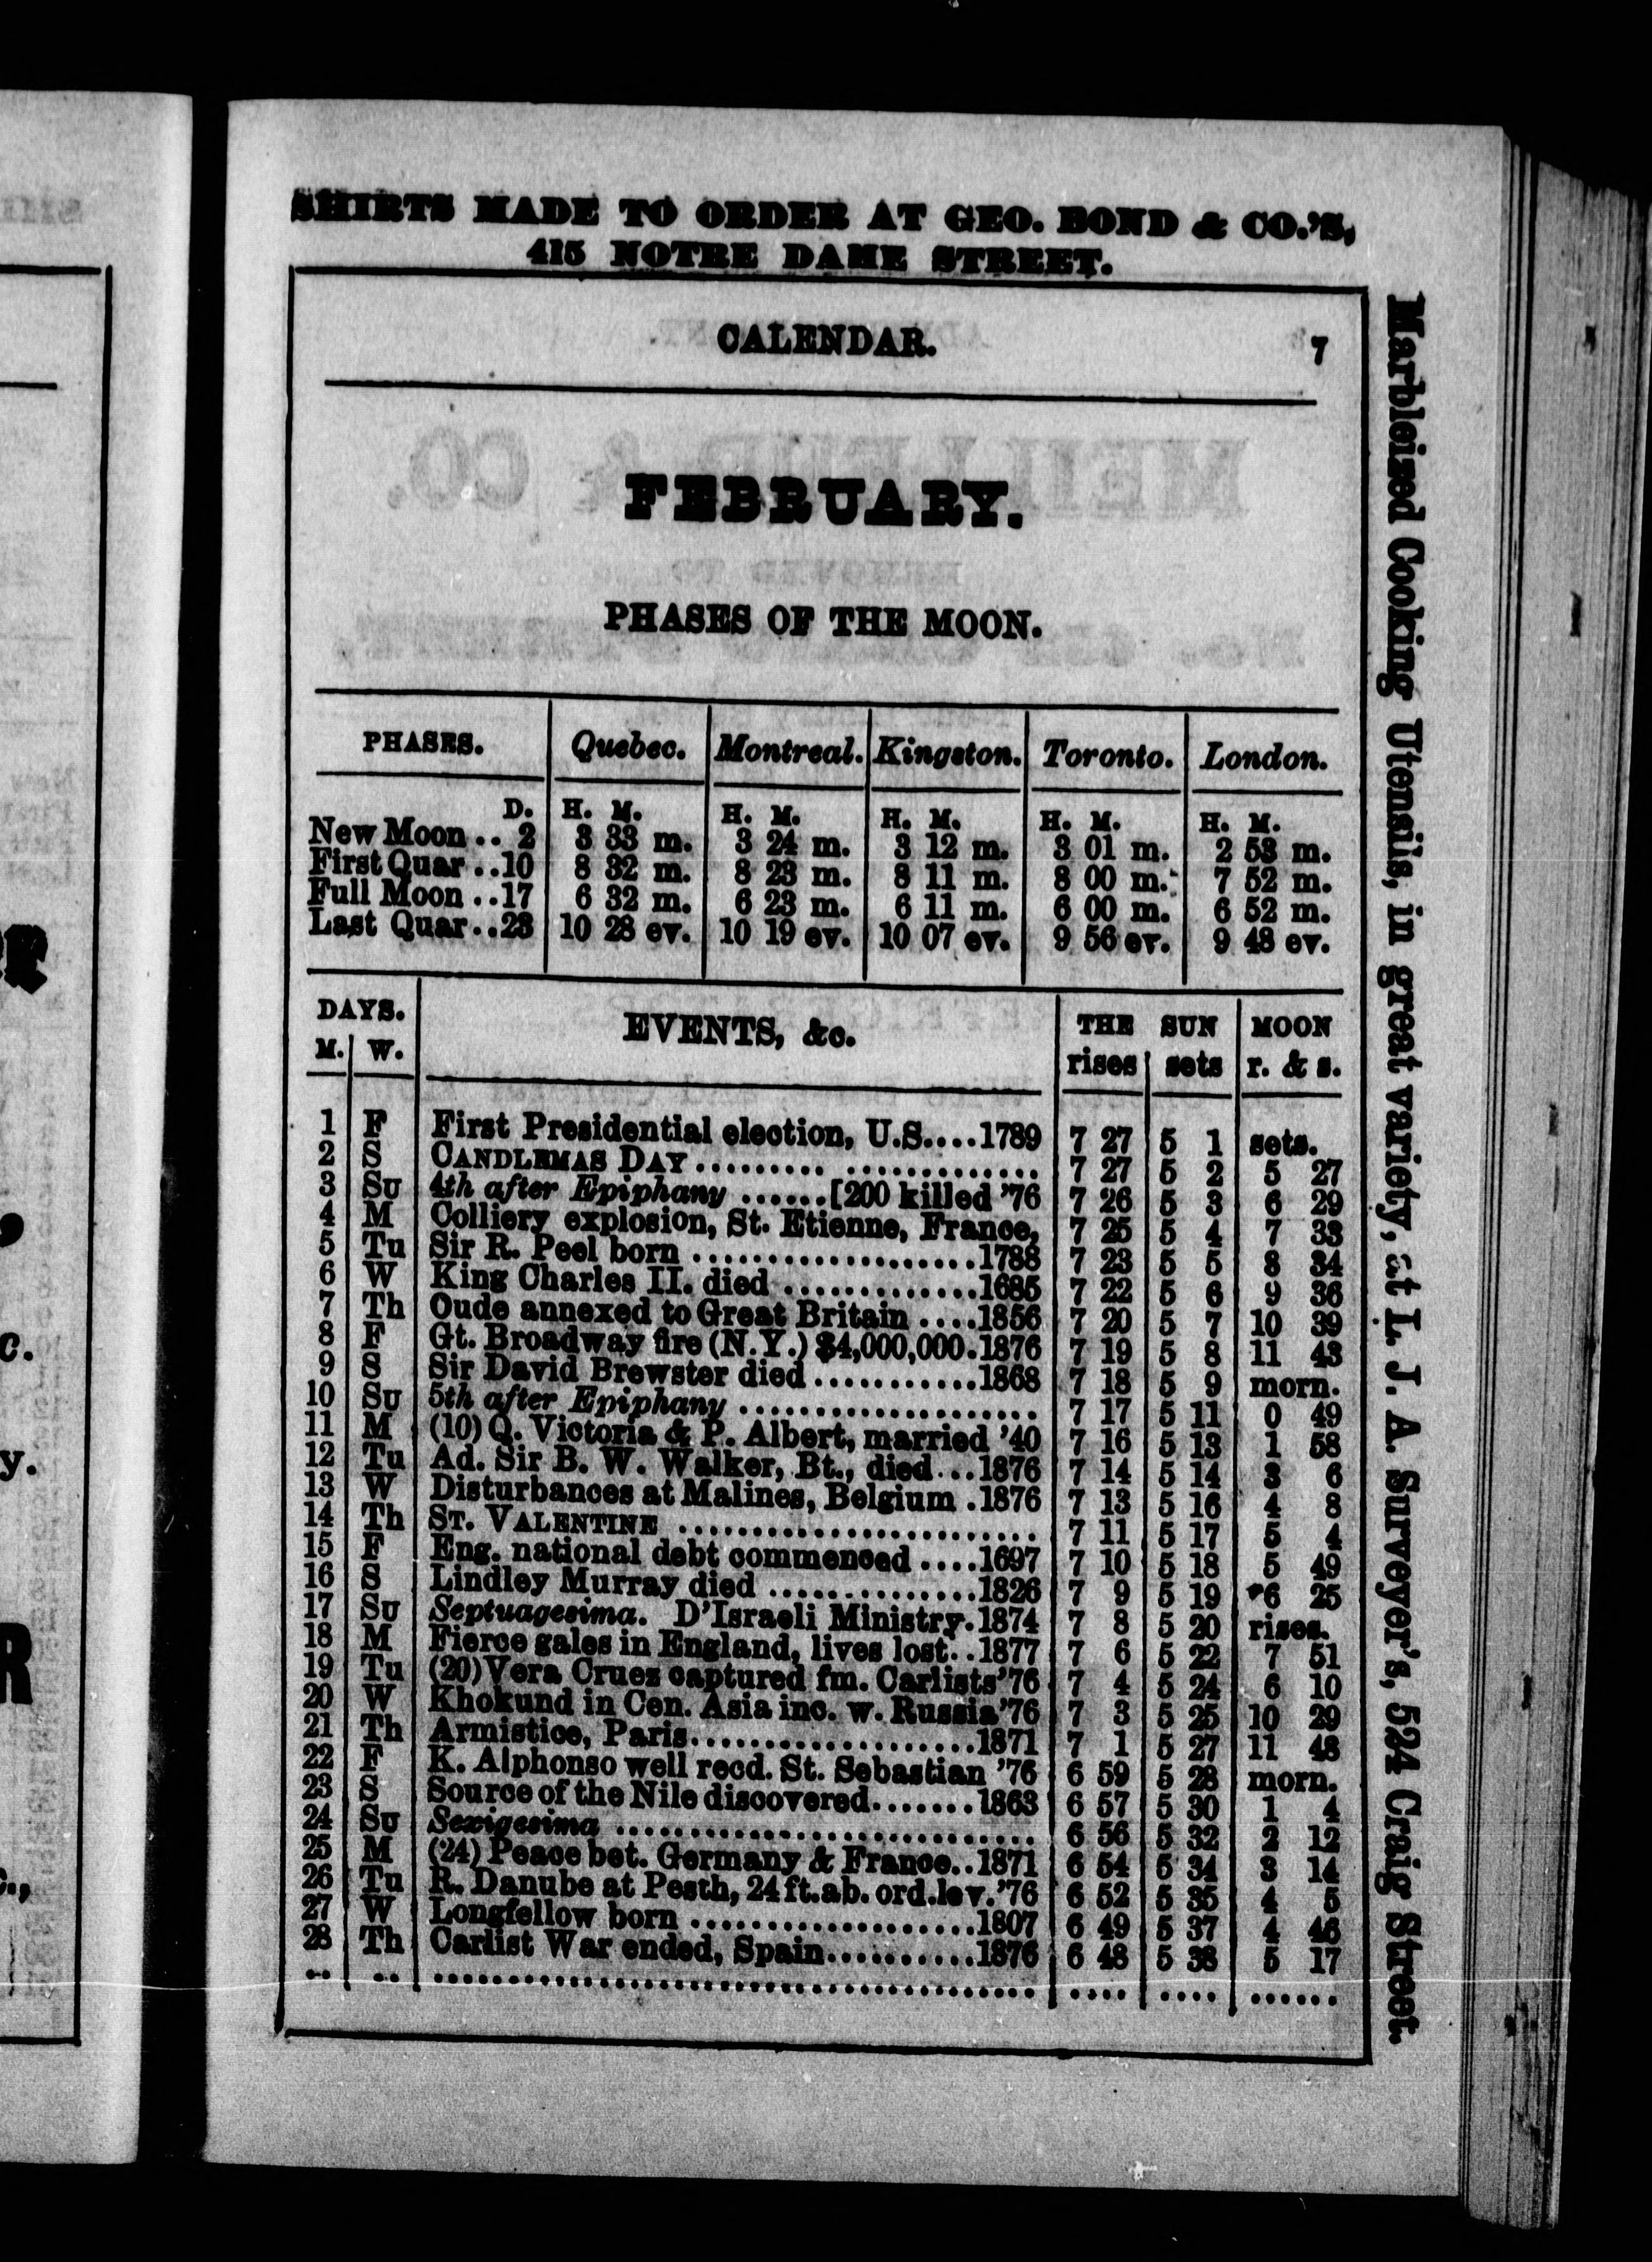 SHIRTS MADE TO ORDER AT GEO. BOND & CO.'S,
415 NOTRE DAME STREET.
CALENDAR. 7
FEBRUARY.
PHASES OF THE MOON.
PHASES. Quebec. Montreal. Kingston. Toronto. London.
D. H. M. H. M. H. M. H. M. H. M.
New Moon .. 2 3 33 m. 3 24 m. 3 12 m. 3 01 m. 2 53 m.
First Quar ..10 8 32 m. 8 23 m. 8 11 m. 8 00 m. 7 52 m.
Full Moon ..17 6 32 m. 6 23 m. 6 11 m. 6 00 m. 6 52 m.
Last Quar..23 10 28 ev. 10 19 ev. 10 07 ev. 9 56 ev. 9 48 ev.
DAYS. EVENTS, &c. THE SUN MOON
M. W. rises sets r. & s.
1 F First Presidential election, U.S....1789 7 27 5 1 sets.
2 S CANDLEMAS DAY ......... ............. 7 27 5 2 5 27
3 SU 4th after Epiphany ......[200 killed '76 7 26 5 3 6 29
4 M Colliery explosion, St. Etienne, France, 7 25 5 4 7 33
5 Tu Sir R. Peel born ...................1788 7 23 5 5 8 34
6 W King Charles II. died .............1685 7 22 5 6 9 36
7 Th Oude annexed to Great Britain ....1856 7 20 5 7 10 39
8 F Gt. Broadway fire (N.Y.) $4,000,000.1876 7 19 5 8 11 43
9 S Sir David Brewster died ...........1868 7 18 5 9 morn.
10 SU 5th after Epiphany ..................... 7 17 5 11 0 49
11 M (10) Q. Victoria & P. Albert, married '40 7 16 5 13 1 58
12 Tu Ad. Sir B. W. Walker, Bt., died...1876 7 14 5 14 3 6
13 W Disturbances at Malines, Belgium .1876 7 13 5 16 4 8
14 Th ST. VALENTINE ........................ 7 11 5 17 5 4
15 F Eng. national debt commenced ....1697 7 10 5 18 5 49
16 S Lindley Murray died ..............1826 7 9 5 19 6 25
17 SU Septuagesima. D'Israeli Ministry.1874 7 8 5 20 rises.
18 M Fierce gales in England, lives lost..1877 7 6 5 22 7 51
19 Tu (20) Vera Cruez captured fm. Carlists '76 7 4 5 24 6 10
20 W Khokund in Cen. Asia inc. w. Russia '76 7 3 5 25 10 29
21 Th Armistice, Paris...................1871 7 1 5 27 11 48
22 F K. Alphonso well recd. St. Sebastian '76 6 59 5 28 morn.
23 S Source of the Nile discovered.......1863 6 57 5 30 1 4
24 SU Sexigesima ............................ 6 56 5 32 2 12
25 M (24) Peace bet. Germany & France..1871 6 54 5 34 3 14
26 Tu R. Danube at Pesth, 24 ft. ab. ord. lev. '76 6 52 5 35 4 5
27 W Longfellow born ...................1807 6 49 5 37 4 46
28 Th Carlist War ended, Spain..........1876 6 48 5 38 5 17
.. .. ........................................ .... .... ......
Marbleized Cooking Utensils, in great variety, at L. J. A. Surveyer's, 524 Craig Street.